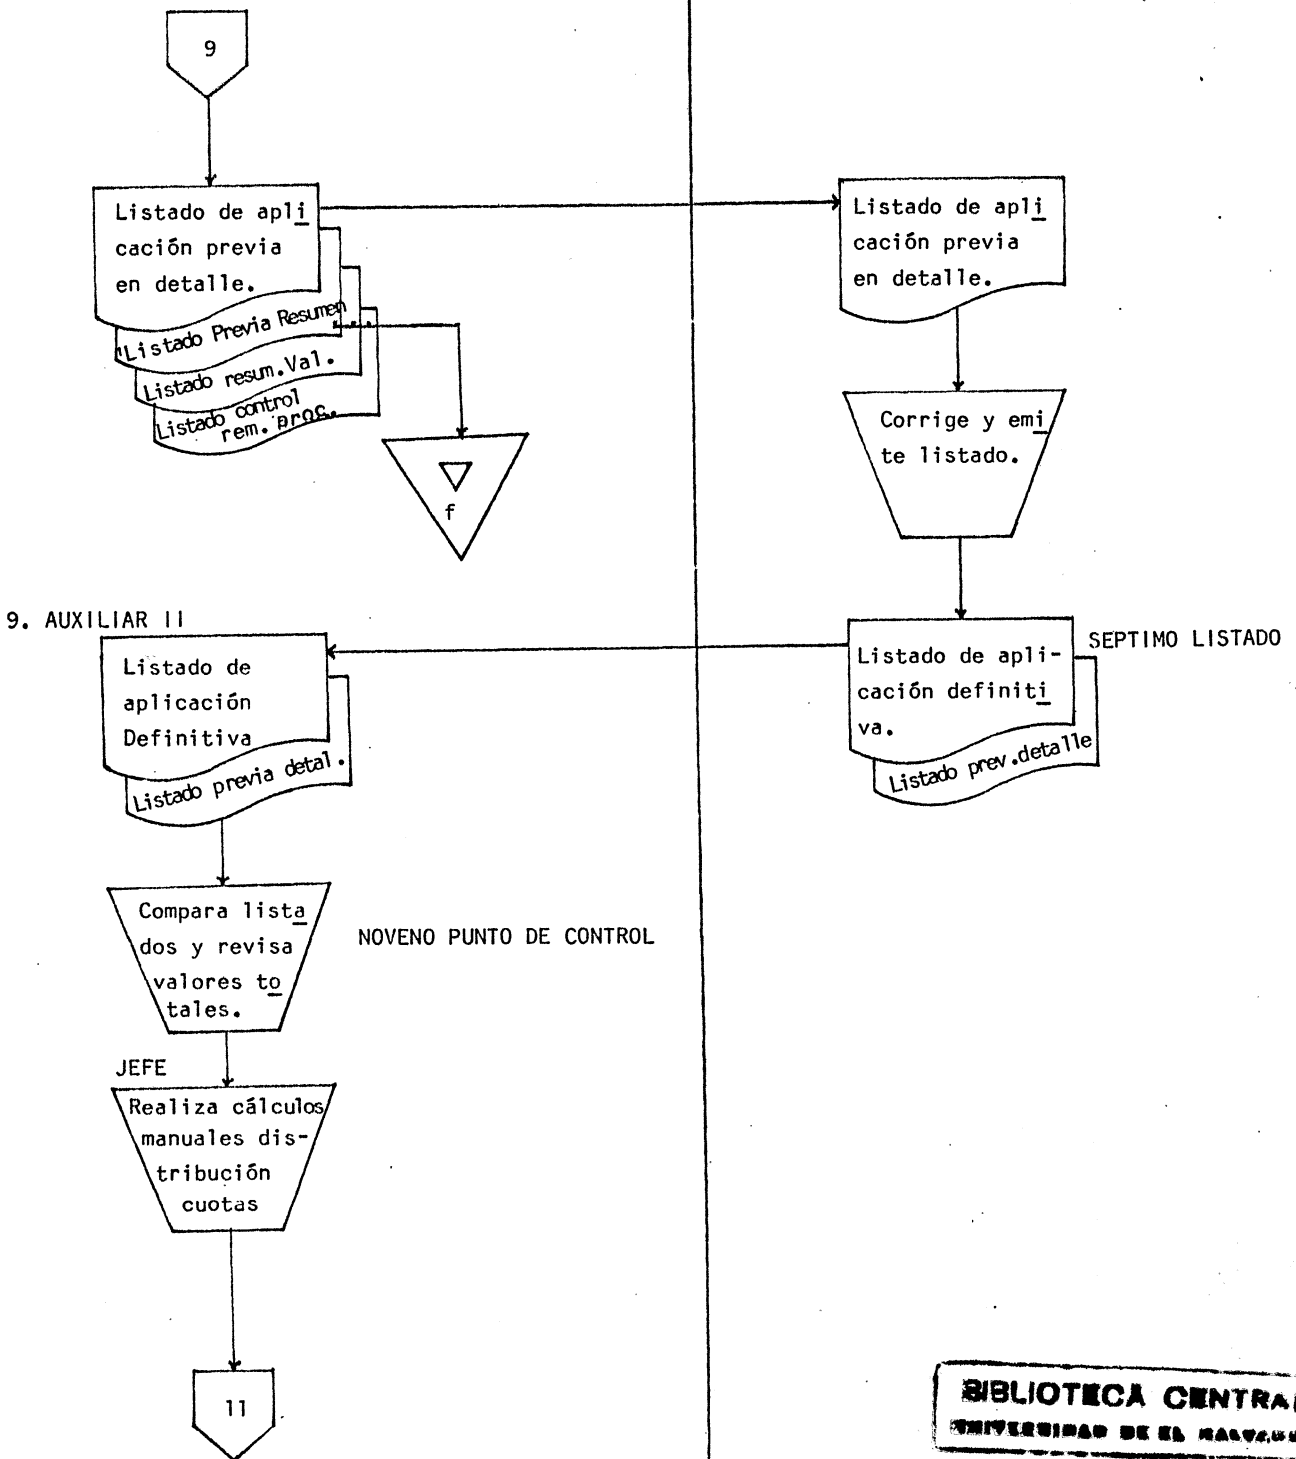 9
Listado de apli
cación previa
en detalle.
Listado Previa Resumen
Listado resum.Val.
Listado control
rem. proc.
f
Listado de apli
cación previa
en detalle.
Corrige y emi
te listado.
SEPTIMO LISTADO
Listado de apli-
cación definiti
va.
Listado prev.detalle
9. AUXILIAR II
Listado de
aplicación
Definitiva
Listado previa detal.
Compara lista
dos y revisa
valores to
tales.
NOVENO PUNTO DE CONTROL
JEFE
Realiza cálculos
manuales dis-
tribución
cuotas
11
BIBLIOTECA CENTRAL
UNIVERSIDAD DE EL